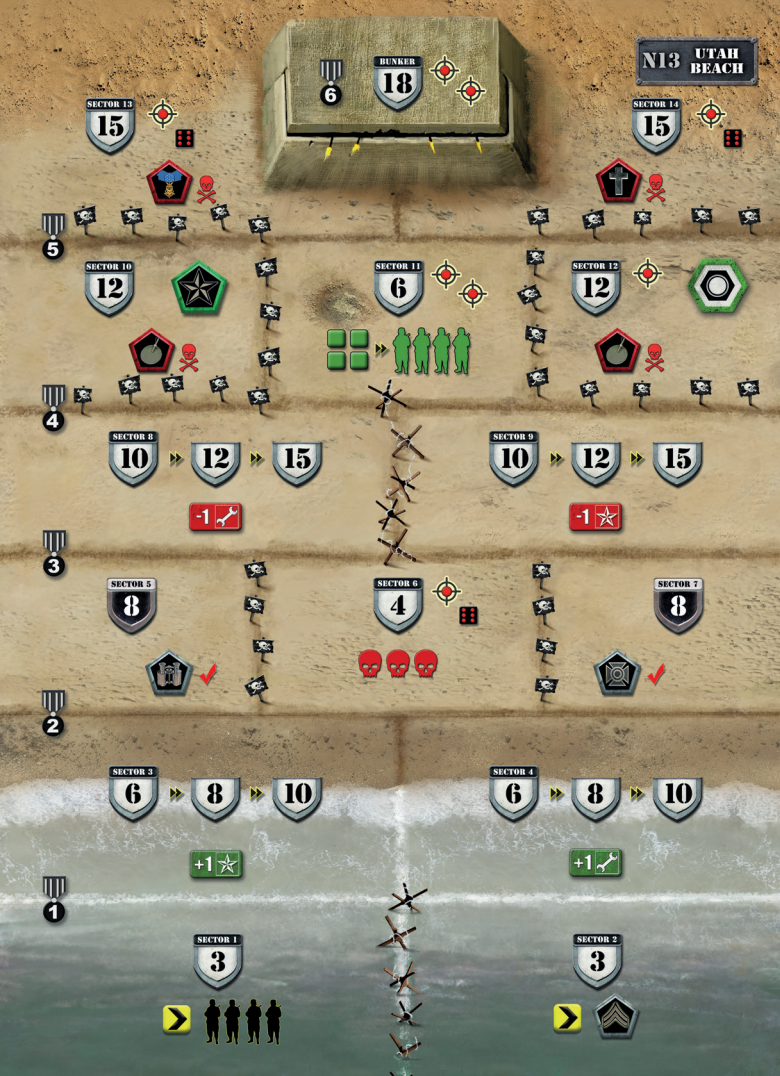 N13 UTAH
BEACH
BUNKER
18
6
SECTOR 13
15
SECTOR 14
15
5
SECTOR 10
12
SECTOR 11
6
SECTOR 12
12
4
SECTOR 8
10 12 15
SECTOR 9
10 12 15
-1
-1
3
SECTOR 5
8
SECTOR 6
4
SECTOR 7
8
2
SECTOR 3
6 8 10
SECTOR 4
6 8 10
+1
+1
1
SECTOR 1
3
SECTOR 2
3